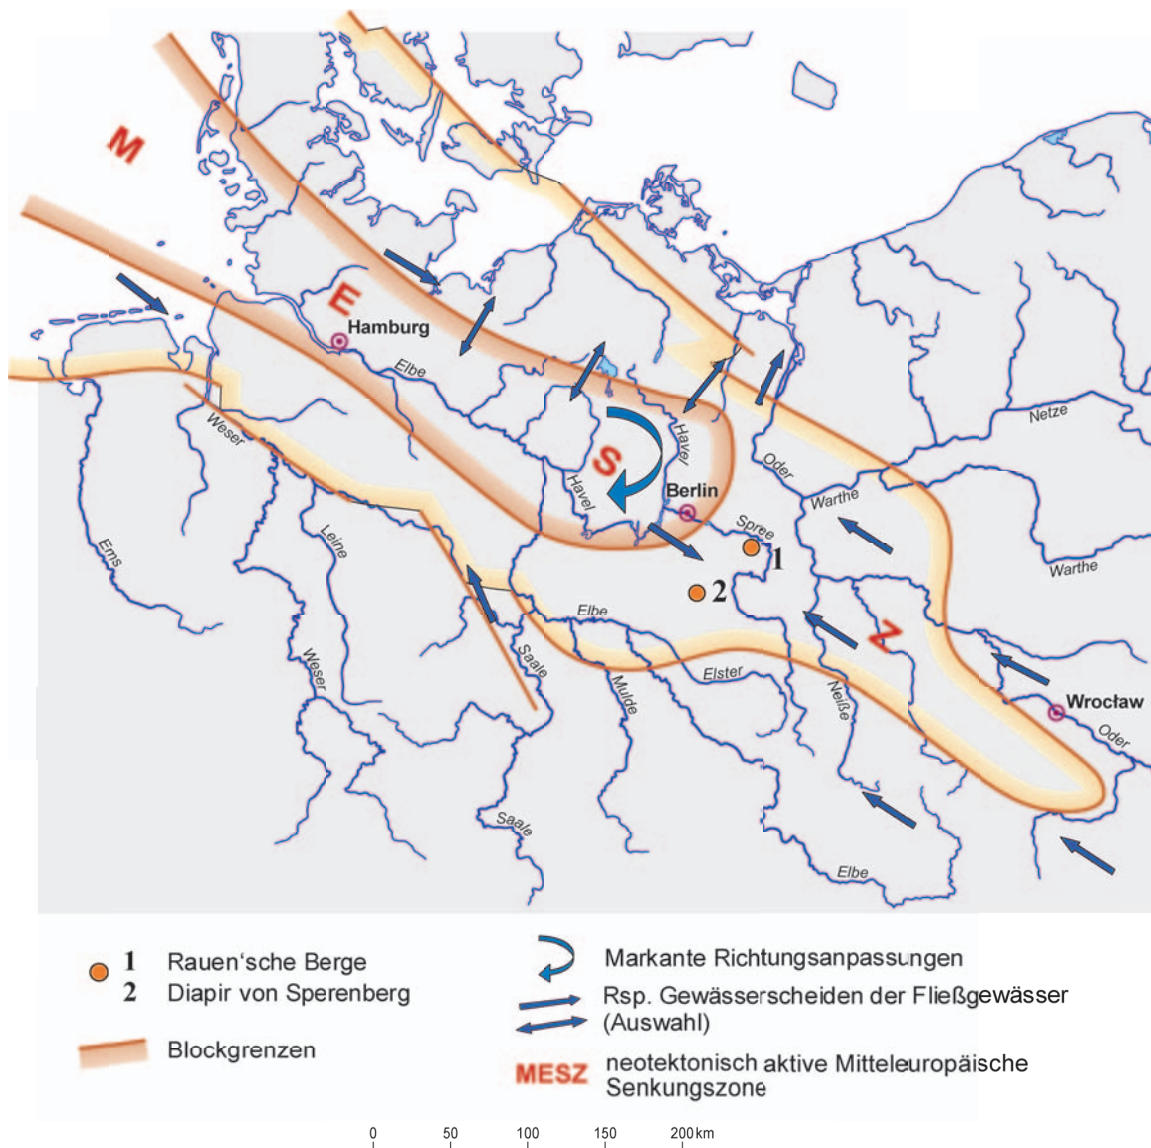 M
E
Hamburg
Elbe
Weser
Netze
Havel
S
Oder
Berlin
Warthe
Havel
Spree
Leine
1
Ems
Warthe
2
Elbe
Z
Saale
Elster
Weser
Mulde
Neiße
Wrocław
Oder
Saale
Elbe
1 Rauen'sche Berge
2 Diapir von Sperenberg
Blockgrenzen
Markante Richtungsanpassungen
Rsp. Gewässerscheiden der Fließgewässer
(Auswahl)
MESZ neotektonisch aktive Mitteleuropäische
Senkungszone
0 50 100 150 200 km